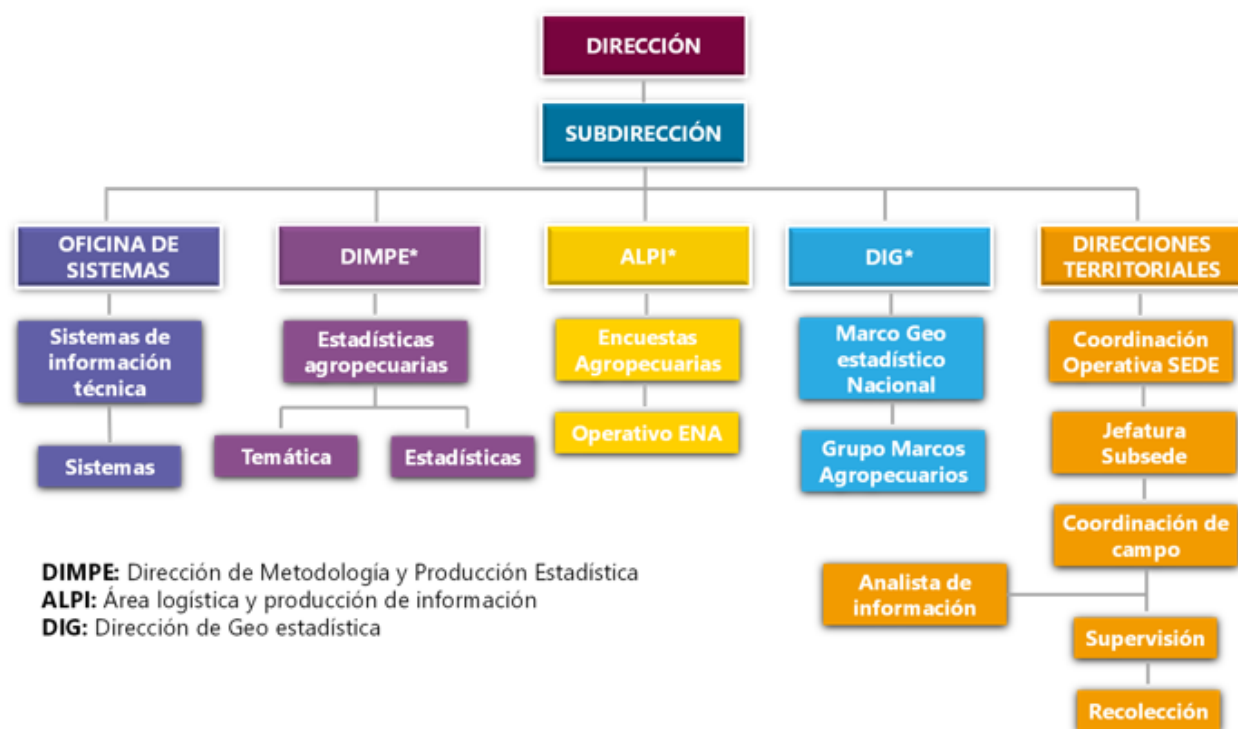 DIRECCIÓN
SUBDIRECCIÓN
OFICINA DE
SISTEMAS
DIMPE*
ALPI*
DIG*
DIRECCIONES
TERRITORIALES
Sistemas de
información
técnica
Estadísticas
agropecuarias
Encuestas
Agropecuarias
Marco Geo
estadístico
Nacional
Coordinación
Operativa SEDE
Sistemas
Temática
Estadísticas
Operativo ENA
Grupo Marcos
Agropecuarios
Jefatura
Subsede
Coordinación de
campo
Analista de
información
Supervisión
Recolección
DIMPE: Dirección de Metodología y Producción Estadística
ALPI: Área logística y producción de información
DIG: Dirección de Geo estadística